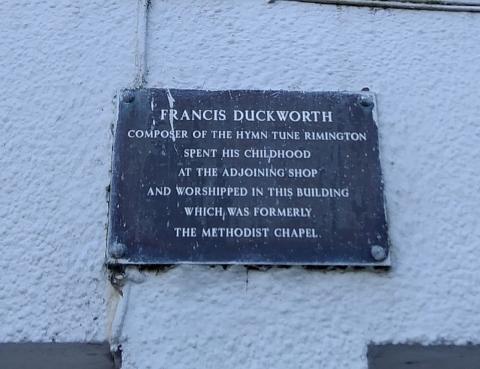 FRANCIS DUCKWORTH
COMPOSER OF THE HYMN TUNE RIMINGTON
SPENT HIS CHILDHOOD
AT THE ADJOINING SHOP
AND WORSHIPPED IN THIS BUILDING
WHICH WAS FORMERLY
THE METHODIST CHAPEL.